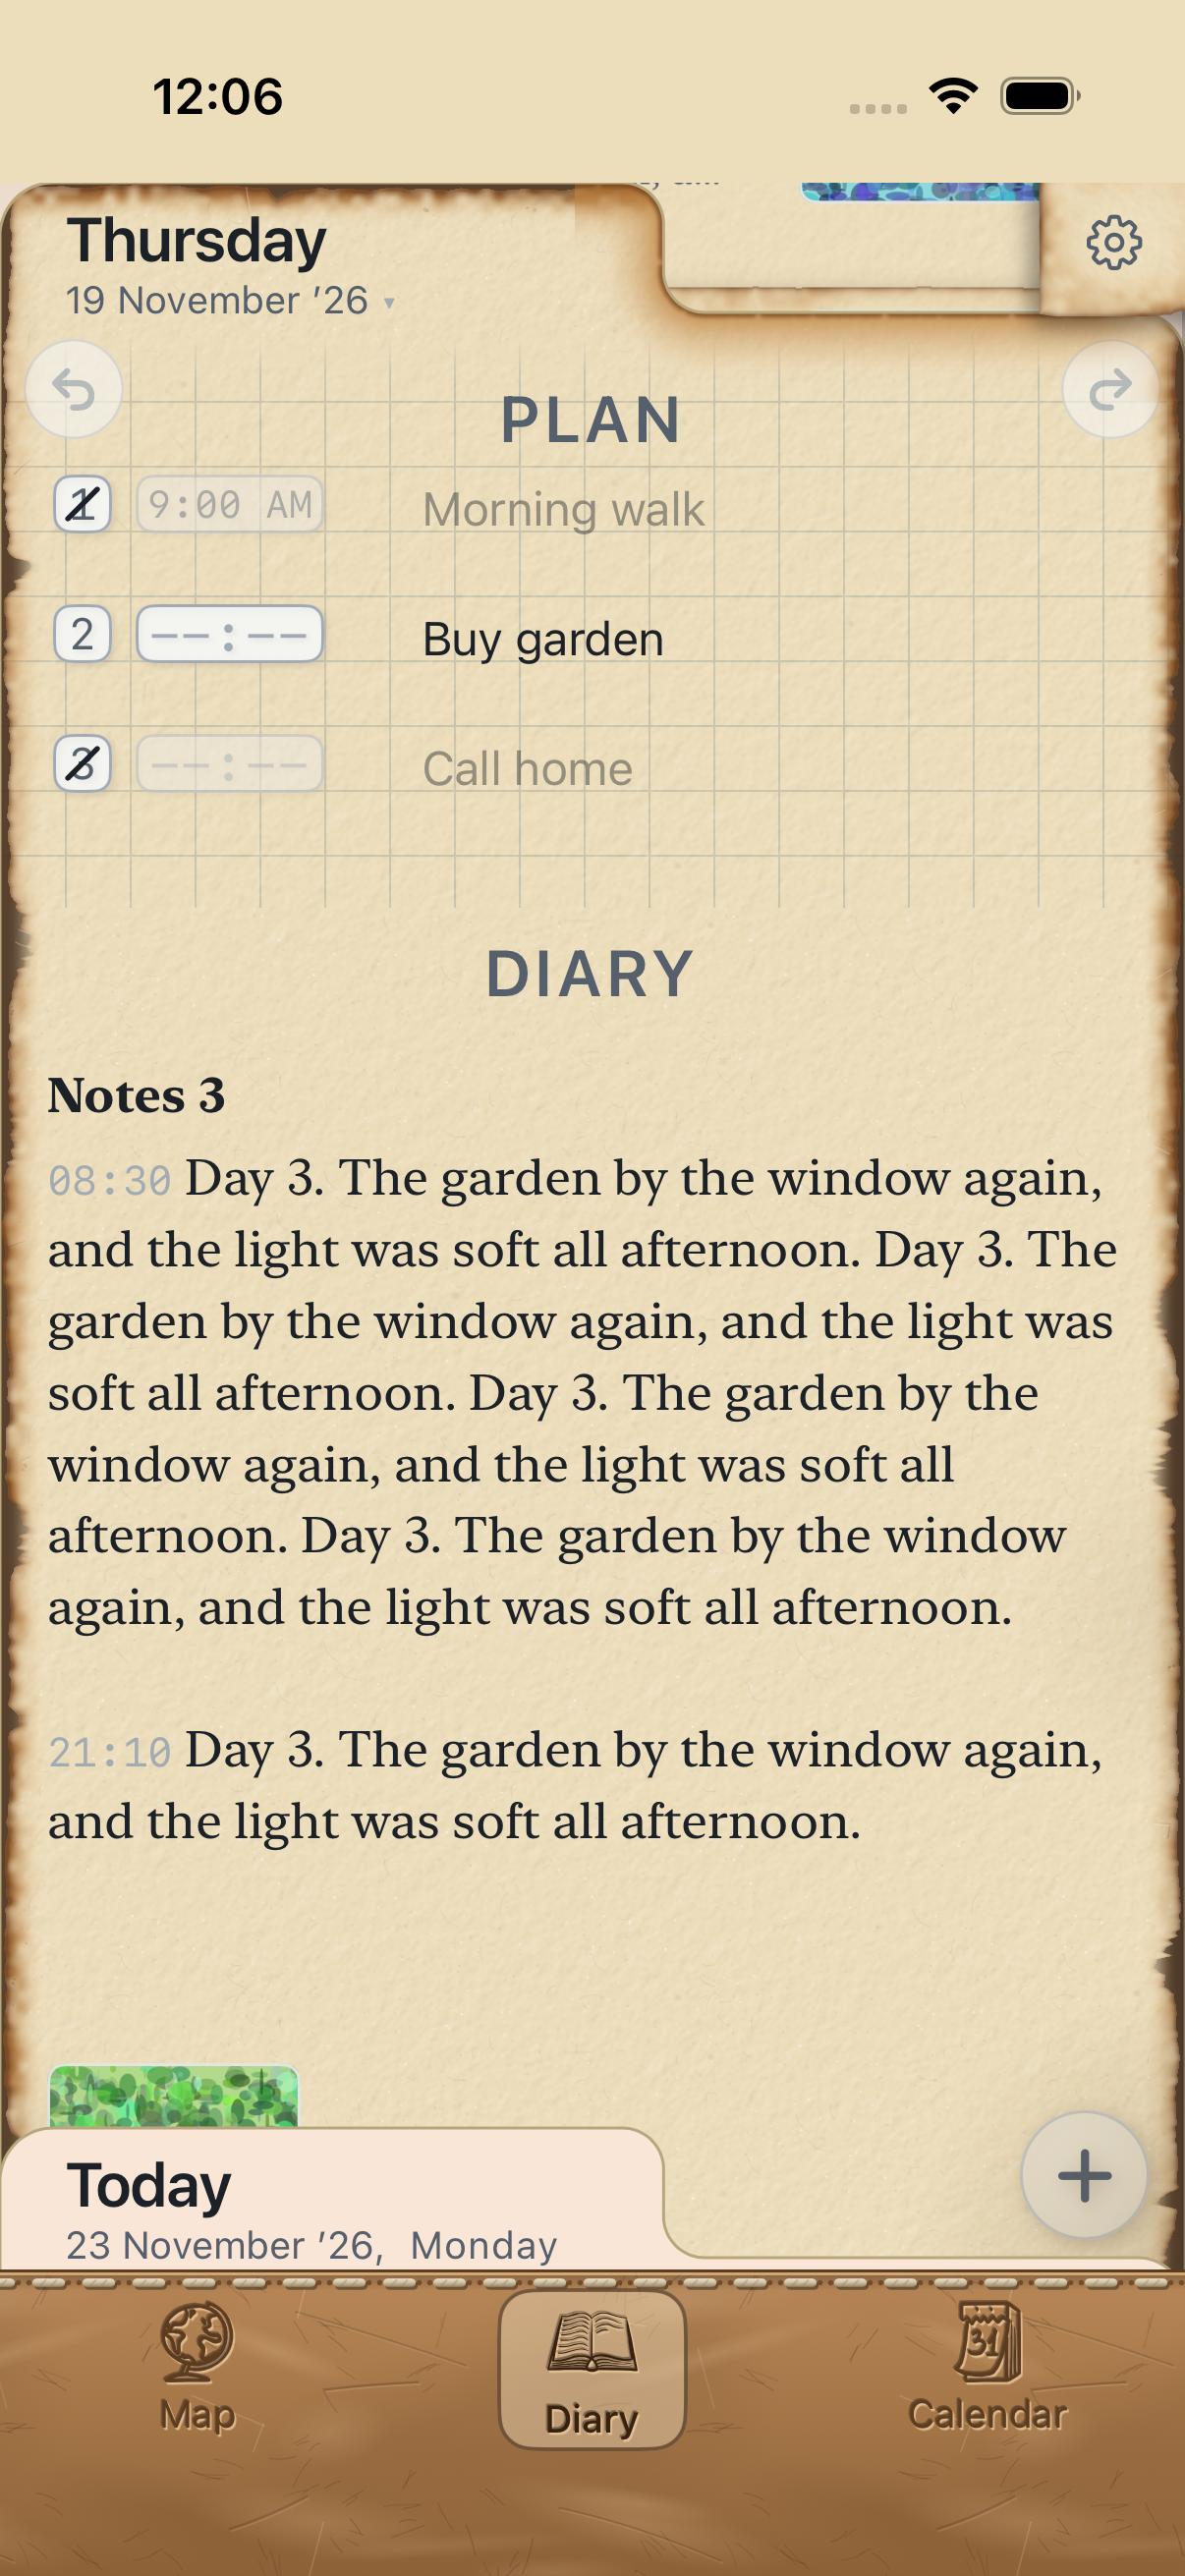 12:06
Thursday
19 November ’26 ▾
PLAN
1 9:00 AM Morning walk
2 --:-- Buy garden
3 --:-- Call home
DIARY
Notes 3
08:30 Day 3. The garden by the window again,
and the light was soft all afternoon. Day 3. The
garden by the window again, and the light was
soft all afternoon. Day 3. The garden by the
window again, and the light was soft all
afternoon. Day 3. The garden by the window
again, and the light was soft all afternoon.
21:10 Day 3. The garden by the window again,
and the light was soft all afternoon.
Today
23 November ’26, Monday
Map
Diary
31
Calendar